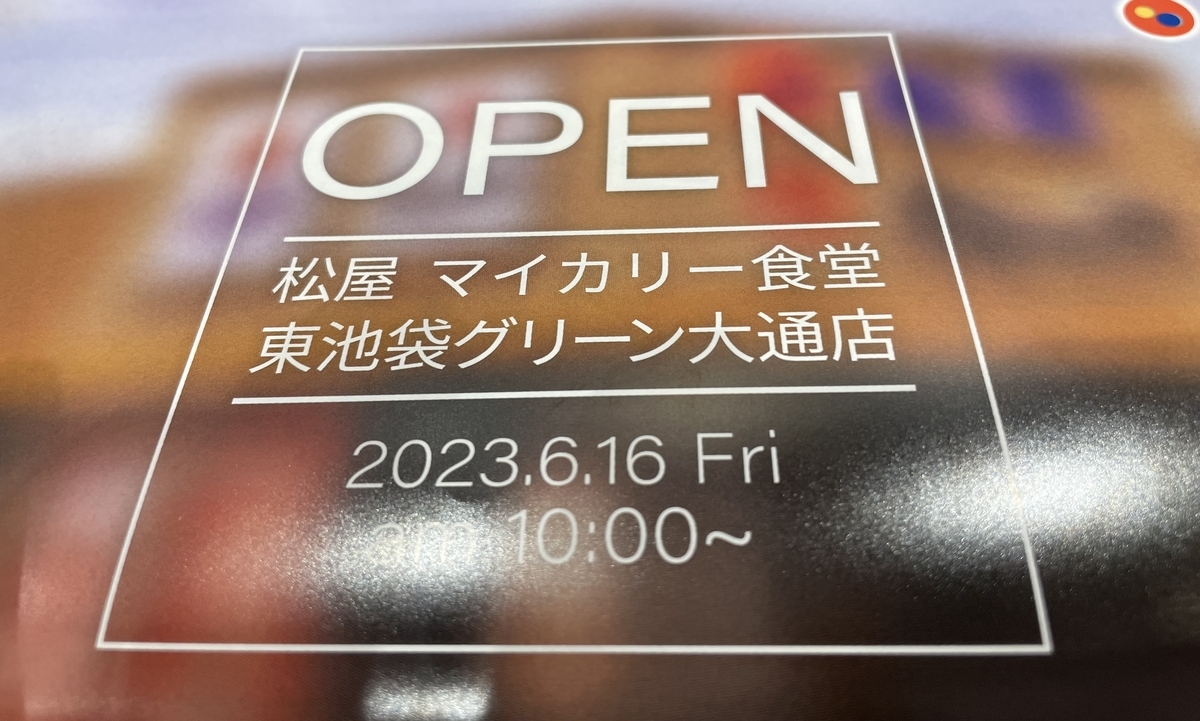 OPEN
松屋 マイカリー食堂
東池袋グリーン大通店
2023.6.16 Fri
am 10:00~